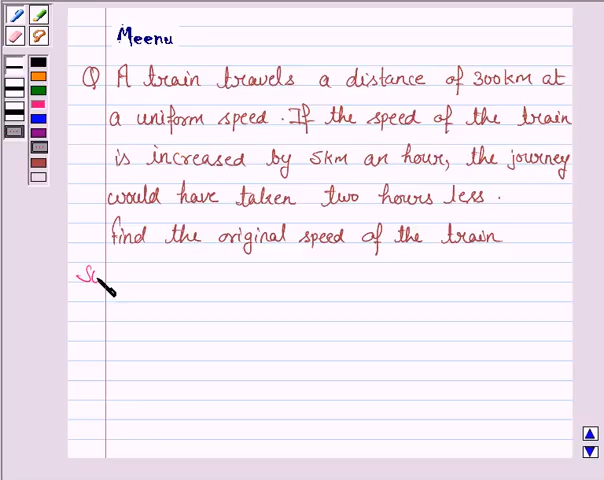 Meenu
Q A train travels a distance of 300km at
a uniform speed. If the speed of the train
is increased by 5km an hour, the journey
would have taken two hours less.
find the original speed of the train
So